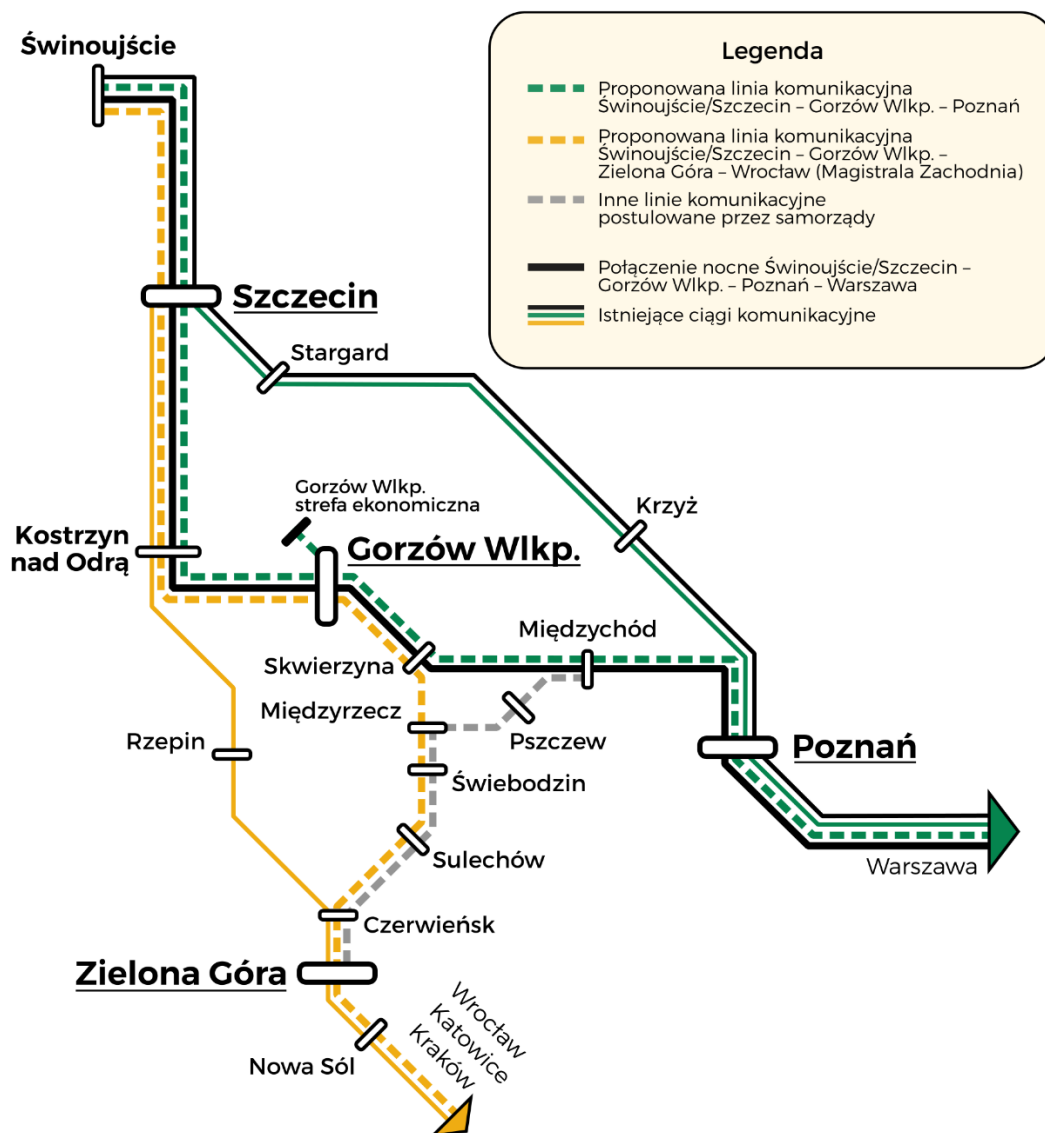 Świnoujście
Legenda
Proponowana linia komunikacyjna
Świnoujście/Szczecin – Gorzów Wlkp. – Poznań
Proponowana linia komunikacyjna
Świnoujście/Szczecin – Gorzów Wlkp. –
Zielona Góra – Wrocław (Magistrala Zachodnia)
Inne linie komunikacyjne
postulowane przez samorządy
Połączenie nocne Świnoujście/Szczecin –
Gorzów Wlkp. – Poznań – Warszawa
Istniejące ciągi komunikacyjne
Szczecin
Stargard
Gorzów Wlkp.
strefa ekonomiczna
Krzyż
Kostrzyn
nad Odrą
Gorzów Wlkp.
Międzychód
Skwierzyna
Międzyrzecz
Pszczew
Rzepin
Poznań
Świebodzin
Sulechów
Warszawa
Czerwieńsk
Zielona Góra
Nowa Sól
Wrocław
Katowice
Kraków